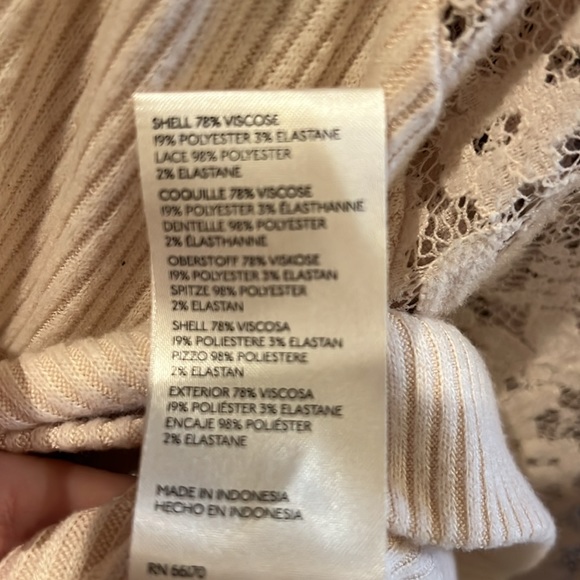 SHELL 78% VISCOSE
19% POLYESTER 3% ELASTANE
LACE 98% POLYESTER
2% ELASTANE
COQUILLE 78% VISCOSE
19% POLYESTER 3% ÉLASTHANNE
DENTELLE 98% POLYESTER
2% ÉLASTHANNE
OBERSTOFF 78% VISKOSE
19% POLYESTER 3% ELASTAN
SPITZE 98% POLYESTER
2% ELASTAN
SHELL 78% VISCOSA
19% POLIESTERE 3% ELASTAN
PIZZO 98% POLIESTERE
2% ELASTAN
EXTERIOR 78% VISCOSA
19% POLIÉSTER 3% ELASTANE
ENCAJE 98% POLIÉSTER
2% ELASTANE
MADE IN INDONESIA
HECHO EN INDONESIA
RN 66170